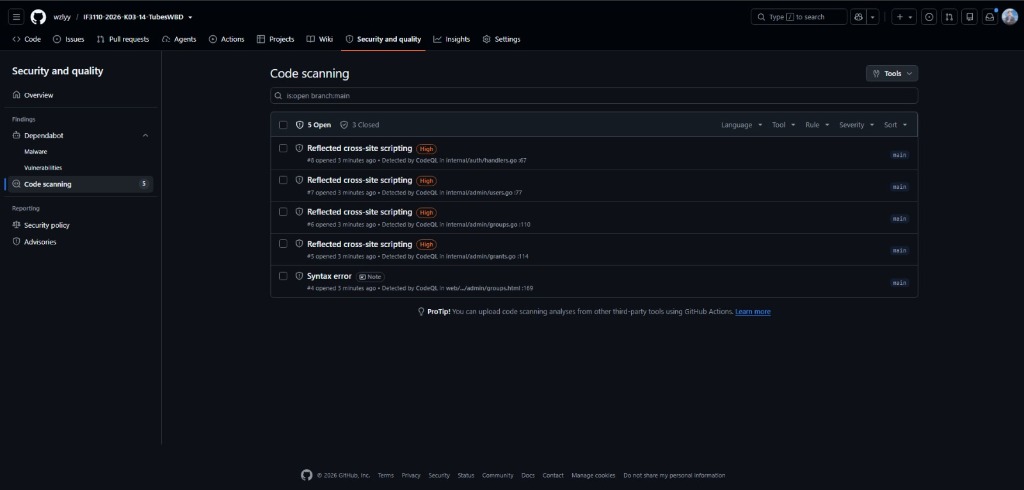 wzlyy / IF3110-2026-K03-14-TubesWBD
Type / to search
Code Issues Pull requests Agents Actions Projects Wiki Security and quality Insights Settings
Security and quality
Overview
Findings
Dependabot
Malware
Vulnerabilities
Code scanning 5
Reporting
Security policy
Advisories
Code scanning
Tools
is:open branch:main
5 Open 3 Closed Language Tool Rule Severity Sort
Reflected cross-site scripting High
#8 opened 3 minutes ago • Detected by CodeQL in internal/auth/handlers.go :67
main
Reflected cross-site scripting High
#7 opened 3 minutes ago • Detected by CodeQL in internal/admin/users.go :77
main
Reflected cross-site scripting High
#6 opened 3 minutes ago • Detected by CodeQL in internal/admin/groups.go :110
main
Reflected cross-site scripting High
#5 opened 3 minutes ago • Detected by CodeQL in internal/admin/grants.go :114
main
Syntax error Note
#4 opened 3 minutes ago • Detected by CodeQL in web/.../admin/groups.html :169
main
ProTip! You can upload code scanning analyses from other third-party tools using GitHub Actions. Learn more
© 2026 GitHub, Inc. Terms Privacy Security Status Community Docs Contact Manage cookies Do not share my personal information